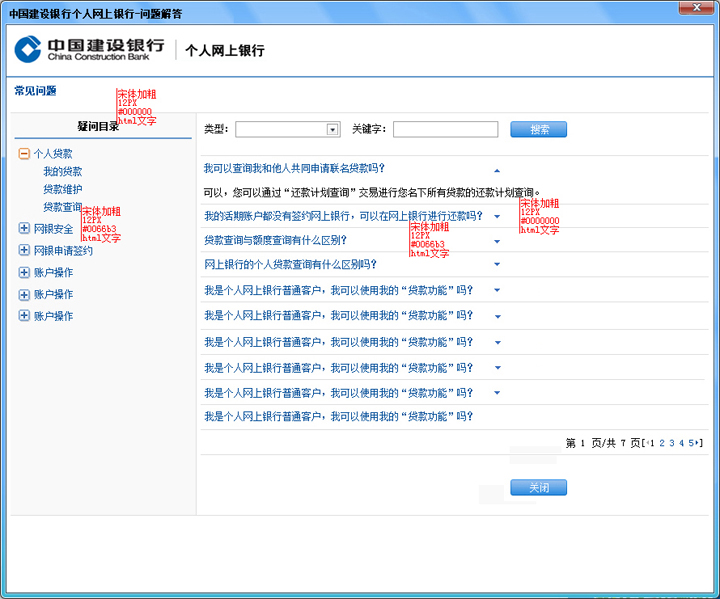 中国建设银行个人网上银行-问题解答
中国建设银行
China Construction Bank
个人网上银行
常见问题
宋体加粗
12PX
#000000
html文字
疑问目录
个人贷款
我的贷款
贷款维护
贷款查询
宋体加粗
12PX
#0066b3
html文字
网银安全
网银申请签约
账户操作
账户操作
账户操作
类型: 关键字: 搜索
我可以查询我和他人共同申请联名贷款吗?
可以，您可以通过“还款计划查询”交易进行您名下所有贷款的还款计划查询。
宋体加粗
12PX
#0000000
html文字
我的活期账户都没有签约网上银行，可以在网上银行进行还款吗?
宋体加粗
12PX
#0066b3
html文字
贷款查询与额度查询有什么区别?
网上银行的个人贷款查询有什么区别吗?
我是个人网上银行普通客户，我可以使用我的“贷款功能”吗?
我是个人网上银行普通客户，我可以使用我的“贷款功能”吗?
我是个人网上银行普通客户，我可以使用我的“贷款功能”吗?
我是个人网上银行普通客户，我可以使用我的“贷款功能”吗?
我是个人网上银行普通客户，我可以使用我的“贷款功能”吗?
我是个人网上银行普通客户，我可以使用我的“贷款功能”吗?
第 1 页/共 7 页[‹1 2 3 4 5›]
关闭